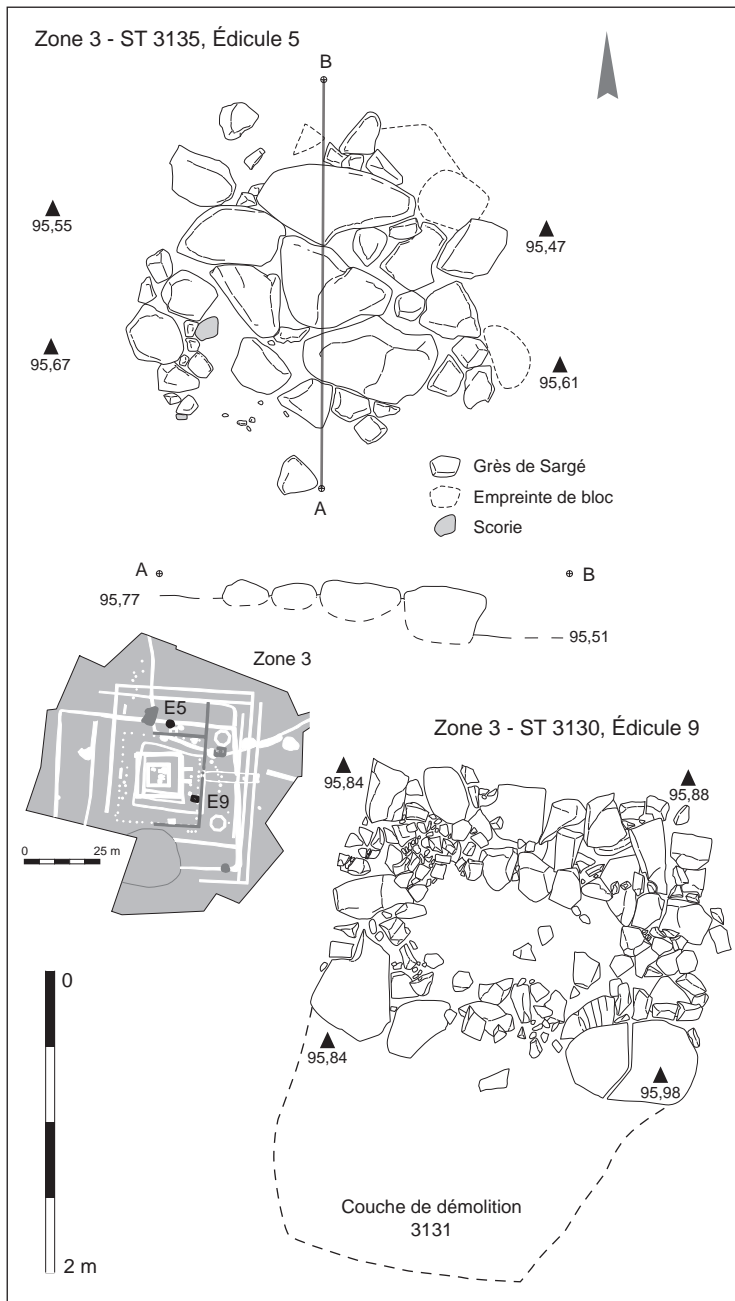 Zone 3 - ST 3135, Édicule 5
B
95,55
95,47
95,67
95,61
Grès de Sargé
Empreinte de bloc
Scorie
A
A
B
95,77
95,51
Zone 3
E5
E9
0 25 m
Zone 3 - ST 3130, Édicule 9
95,84
95,88
95,84
95,98
0
Couche de démolition
3131
2 m